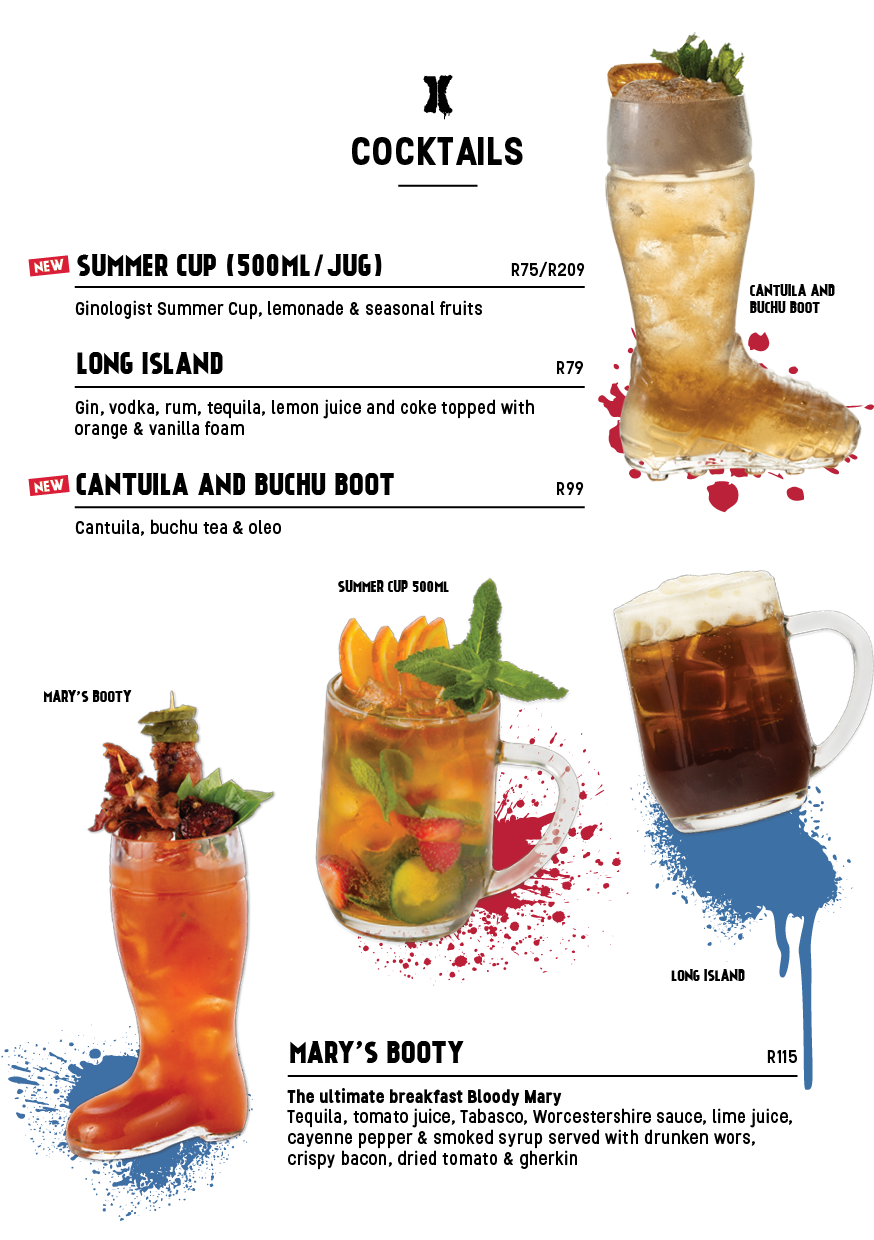 COCKTAILS
NEW SUMMER CUP (500ML/JUG) R75/R209
Ginologist Summer Cup, lemonade & seasonal fruits
LONG ISLAND R79
Gin, vodka, rum, tequila, lemon juice and coke topped with
orange & vanilla foam
NEW CANTUILA AND BUCHU BOOT R99
Cantuila, buchu tea & oleo
CANTUILA AND
BUCHU BOOT
SUMMER CUP 500ML
MARY'S BOOTY
LONG ISLAND
MARY'S BOOTY R115
The ultimate breakfast Bloody Mary
Tequila, tomato juice, Tabasco, Worcestershire sauce, lime juice,
cayenne pepper & smoked syrup served with drunken wors,
crispy bacon, dried tomato & gherkin